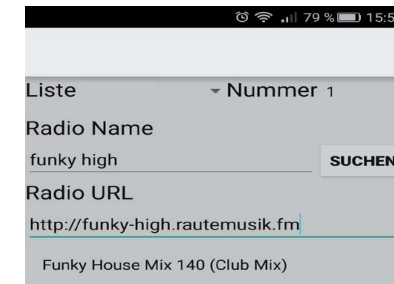 79 % 15:5
Liste Nummer 1
Radio Name
funky high SUCHEN
Radio URL
http://funky-high.rautemusik.fm
Funky House Mix 140 (Club Mix)